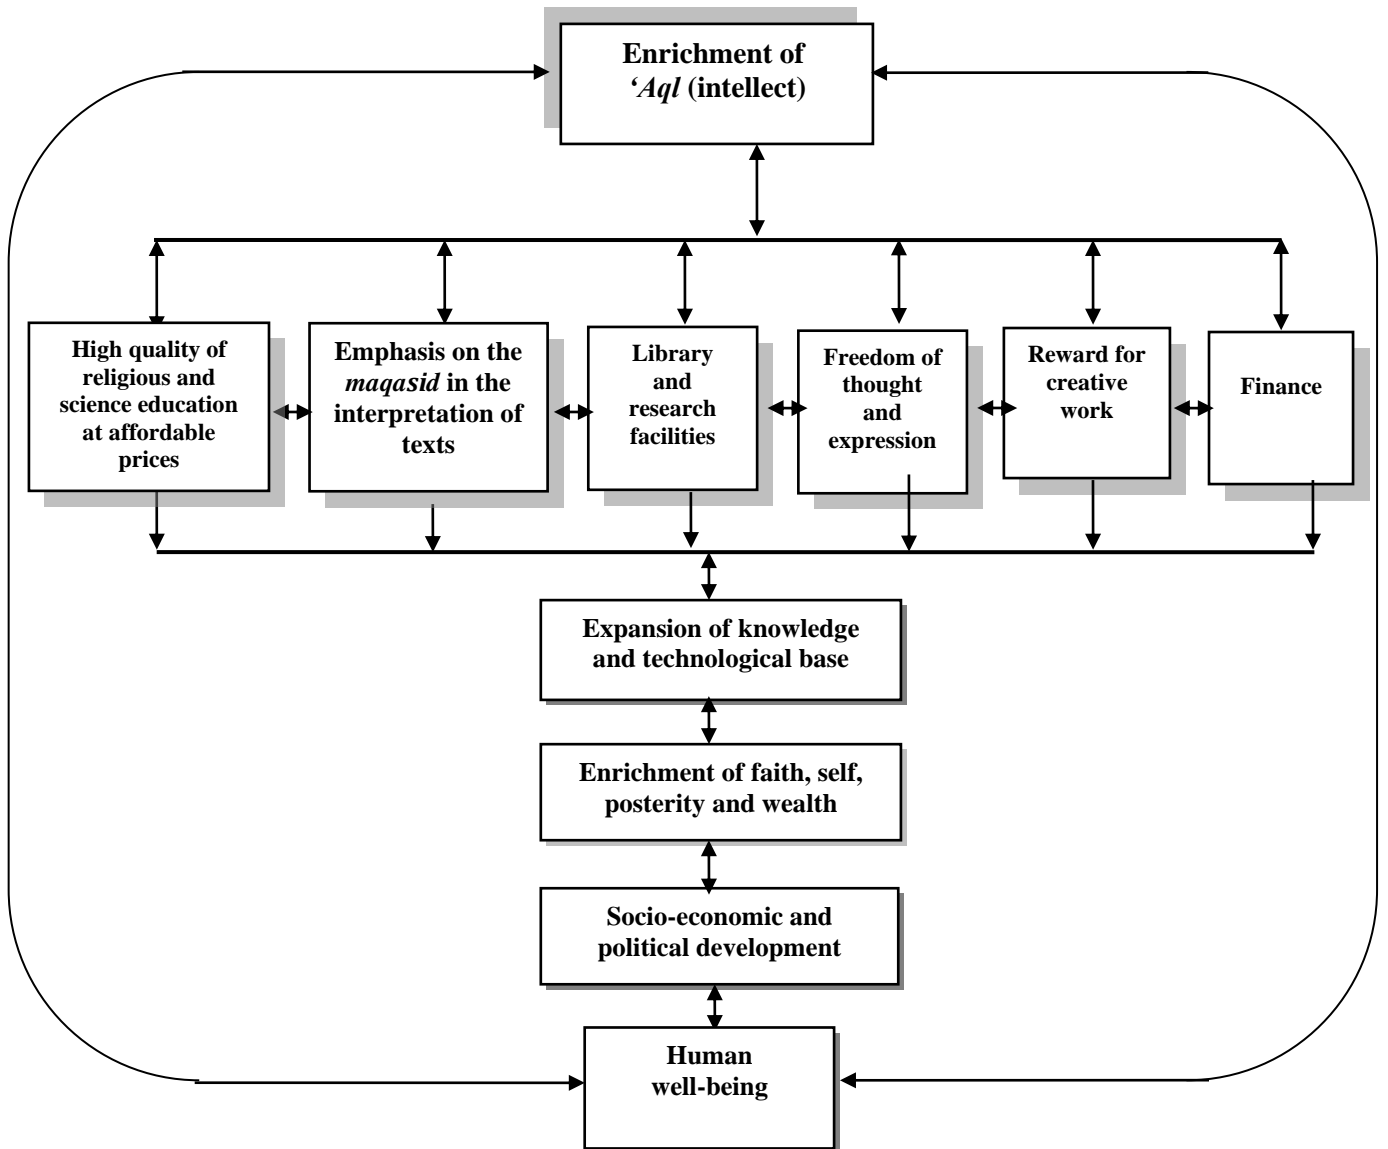 Enrichment of
‘Aql (intellect)
High quality of
religious and
science education
at affordable
prices
Emphasis on the
maqasid in the
interpretation of
texts
Library
and
research
facilities
Freedom of
thought
and
expression
Reward for
creative
work
Finance
Expansion of knowledge
and technological base
Enrichment of faith, self,
posterity and wealth
Socio-economic and
political development
Human
well-being